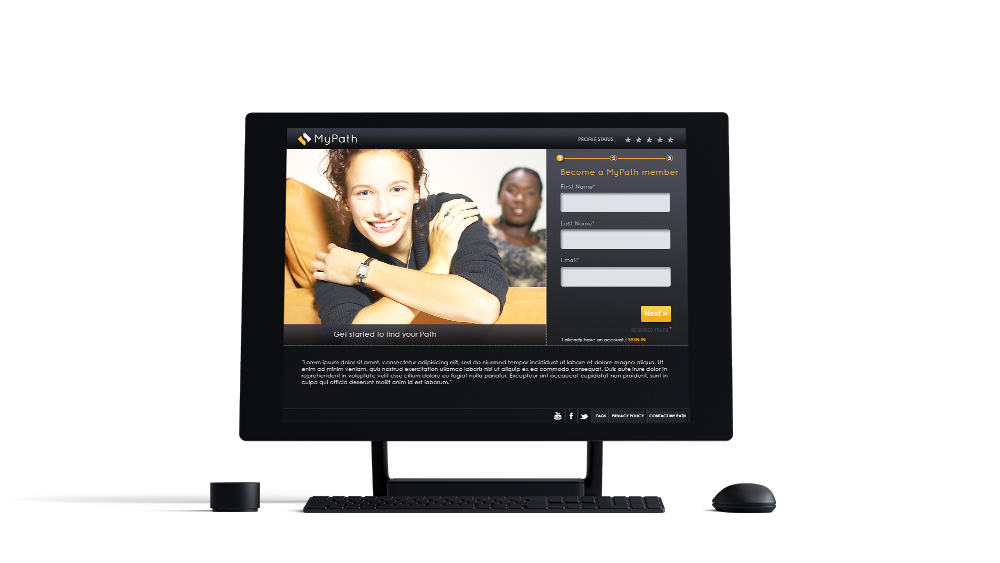 MyPath
PROFILE STATUS
1 2 3
Become a MyPath member
First Name*
Last Name*
Email*
Next »
REQUIRED FIELDS *
I already have an account / SIGN IN
Get started to find your Path
"Lorem ipsum dolor sit amet, consectetur adipisicing elit, sed do eiusmod tempor incididunt ut labore et dolore magna aliqua. Ut
enim ad minim veniam, quis nostrud exercitation ullamco laboris nisi ut aliquip ex ea commodo consequat. Duis aute irure dolor in
reprehenderit in voluptate velit esse cillum dolore eu fugiat nulla pariatur. Excepteur sint occaecat cupidatat non proident, sunt in
culpa qui officia deserunt mollit anim id est laborum."
FAQS PRIVACY POLICY CONTACT MY PATH